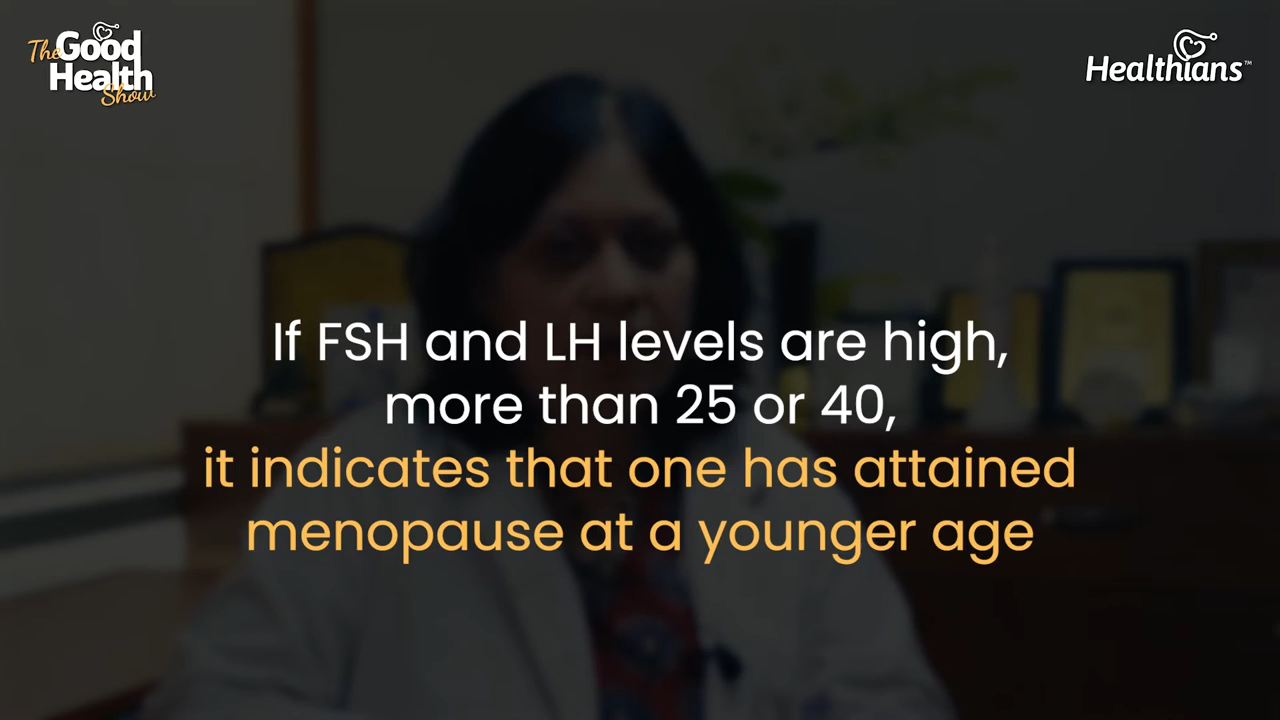 The Good
Health
Show
Healthians™
If FSH and LH levels are high,
more than 25 or 40,
it indicates that one has attained
menopause at a younger age